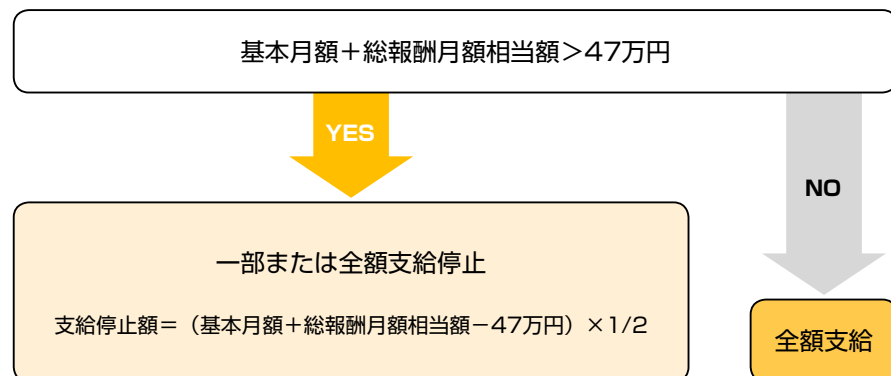 基本月額＋総報酬月額相当額＞47万円
YES
NO
一部または全額支給停止
支給停止額＝（基本月額＋総報酬月額相当額－47万円）×1/2
全額支給